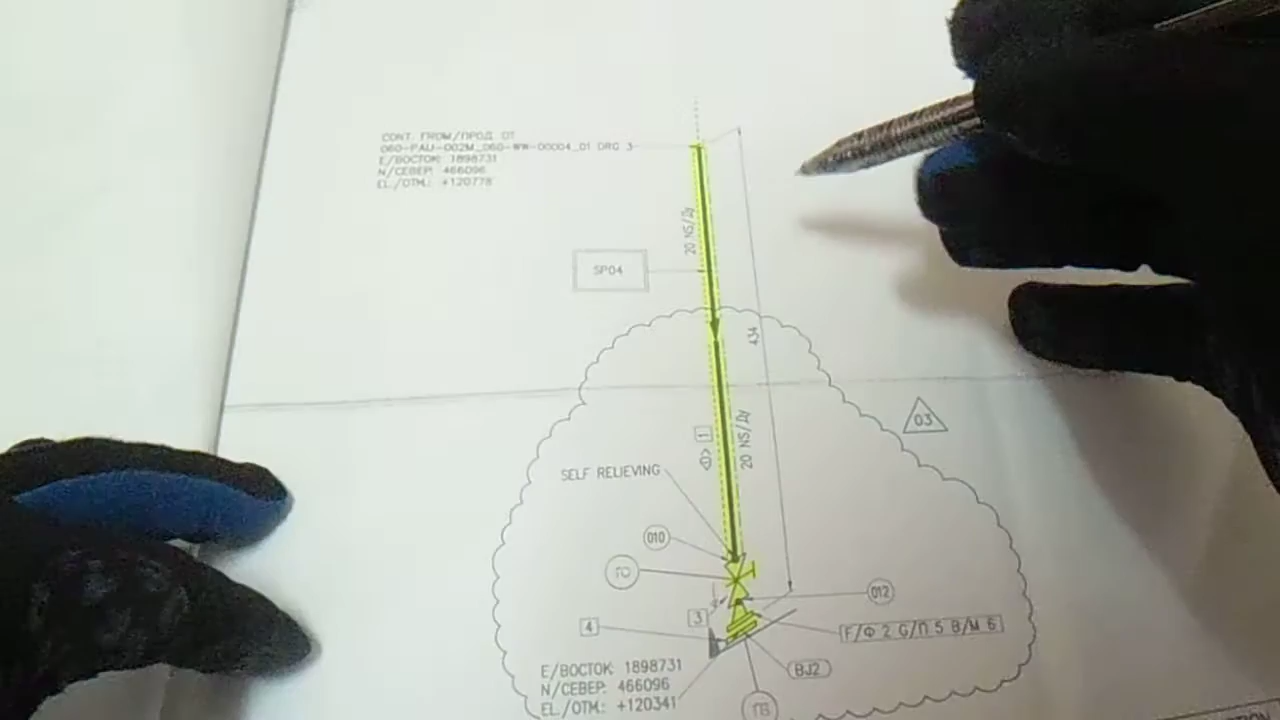 CONT. FROM/ПРОД. ОТ
060-PAU-002M_060-WW-00004_01 DRG 3
E/ВОСТОК: 1898731
N/СЕВЕР: 466096
EL./ОТМ.: +120778
20 NS/Ду
SP04
434
03
1
20 NS/Ду
SELF RELIEVING
010
ГО
012
3
4
F/Ф 2 G/П 5 B/М 6
E/ВОСТОК: 1898731
N/СЕВЕР: 466096
EL./ОТМ.: +120341
BJ2
ГВ